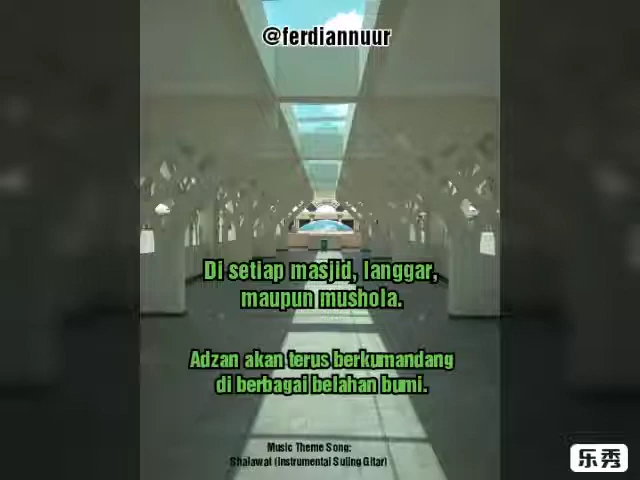 @ferdiannuur
Di setiap masjid, langgar,
maupun mushola.
Adzan akan terus berkumandang
di berbagai belahan bumi.
Music Theme Song:
Shalawat (Instrumental Suling Gitar)
乐秀